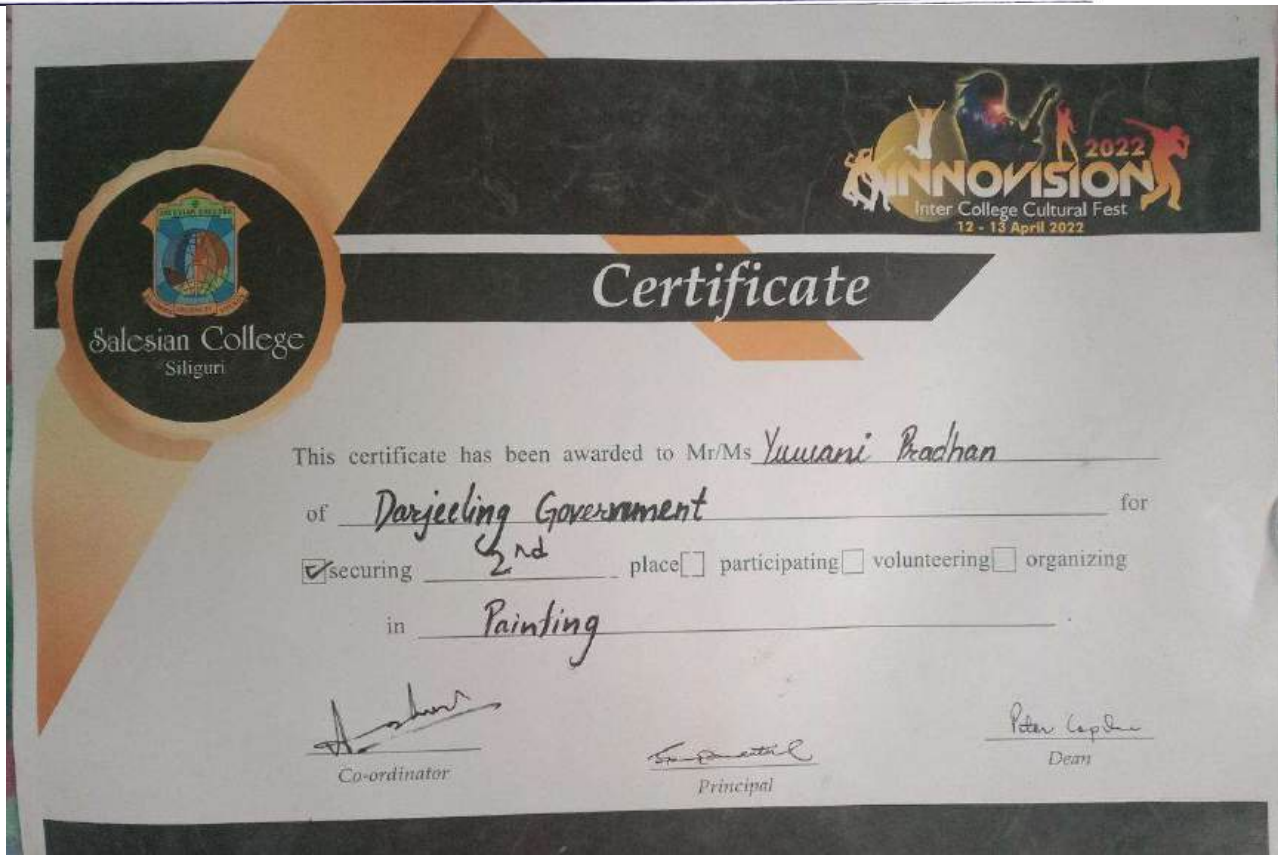 2022
INNOVISION
Inter College Cultural Fest
12 - 13 April 2022
Certificate
SALESIAN COLLEGE
Salesian College
Siliguri
This certificate has been awarded to Mr/Ms Yuwani Pradhan
of Darjeeling Government for
securing 2nd place participating volunteering organizing
in Painting
Co-ordinator
Principal
Peter
Dean